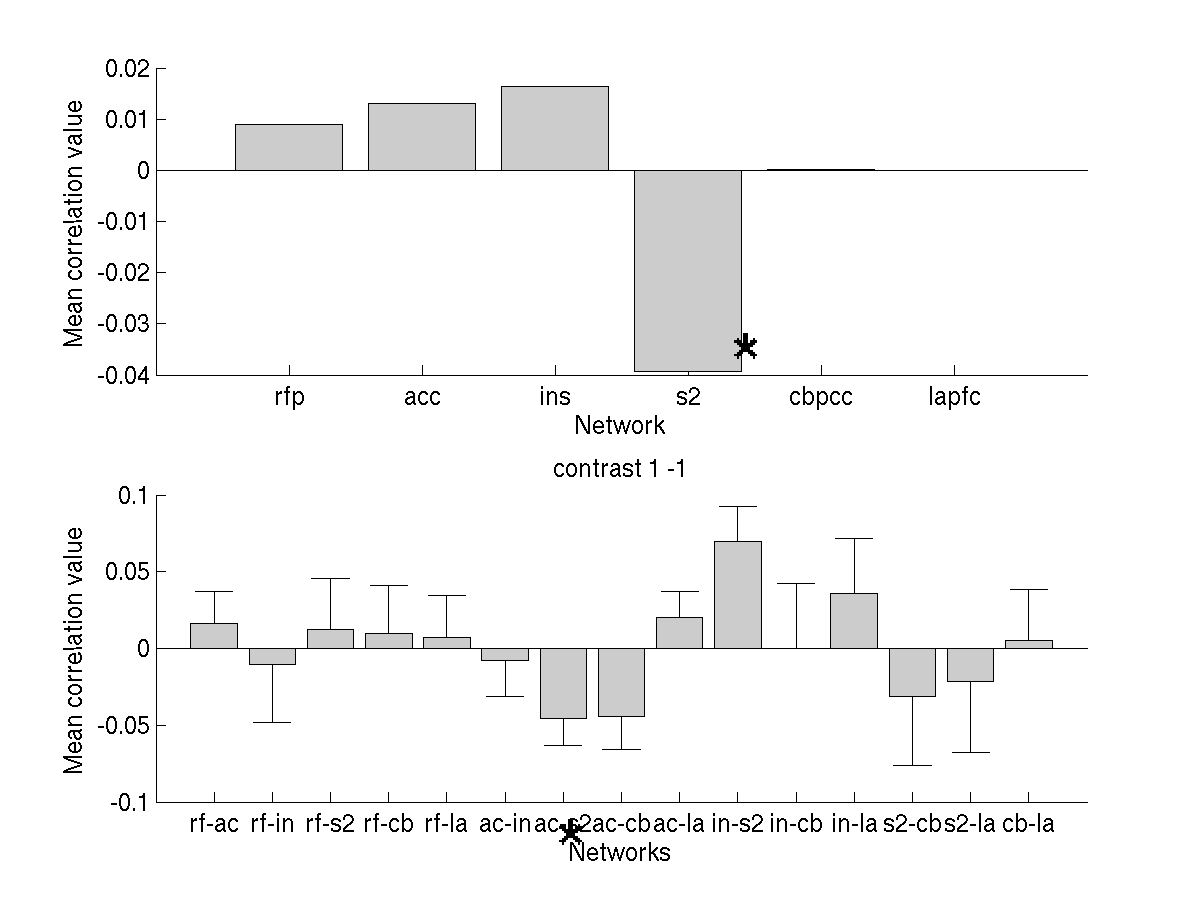 Mean correlation value
0.02
0.01
0
-0.01
-0.02
-0.03
-0.04
rfp acc ins s2 cbpcc lapfc
Network
contrast 1 -1
Mean correlation value
0.1
0.05
0
-0.05
-0.1
rf-ac rf-in rf-s2 rf-cb rf-la ac-in ac-s2 ac-cb ac-la in-s2 in-cb in-la s2-cb s2-la cb-la
Networks